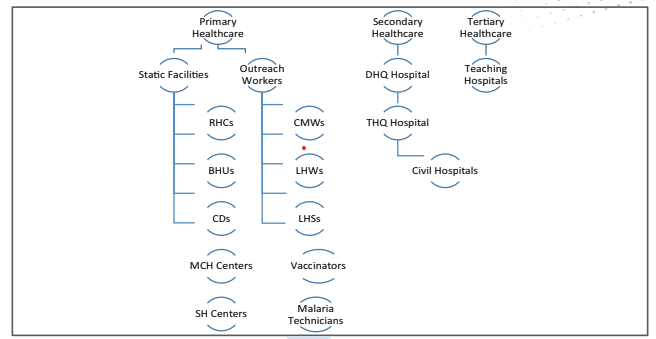 Primary
Healthcare
Secondary
Healthcare
Tertiary
Healthcare
Static Facilities
Outreach
Workers
DHQ Hospital
Teaching
Hospitals
RHCs
CMWs
THQ Hospital
BHUs
LHWs
Civil Hospitals
CDs
LHSs
MCH Centers
Vaccinators
SH Centers
Malaria
Technicians